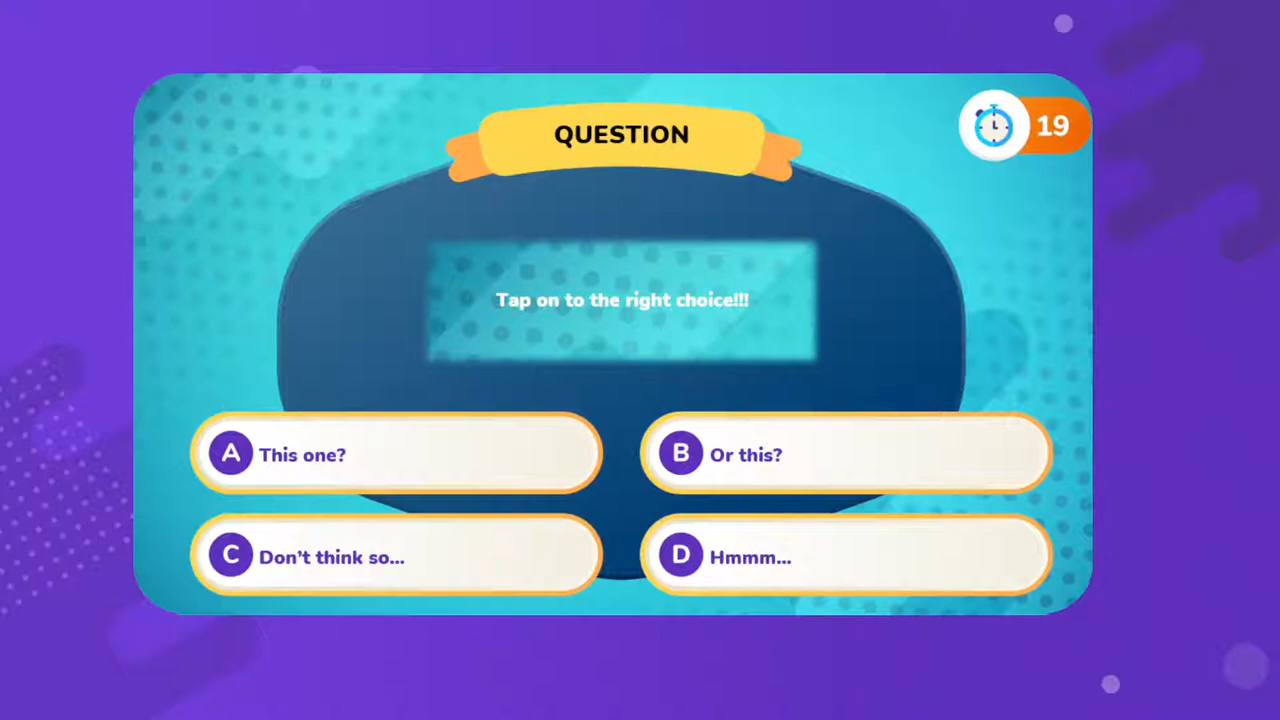 QUESTION
19
Tap on to the right choice!!!
A This one?
B Or this?
C Don't think so...
D Hmmm...